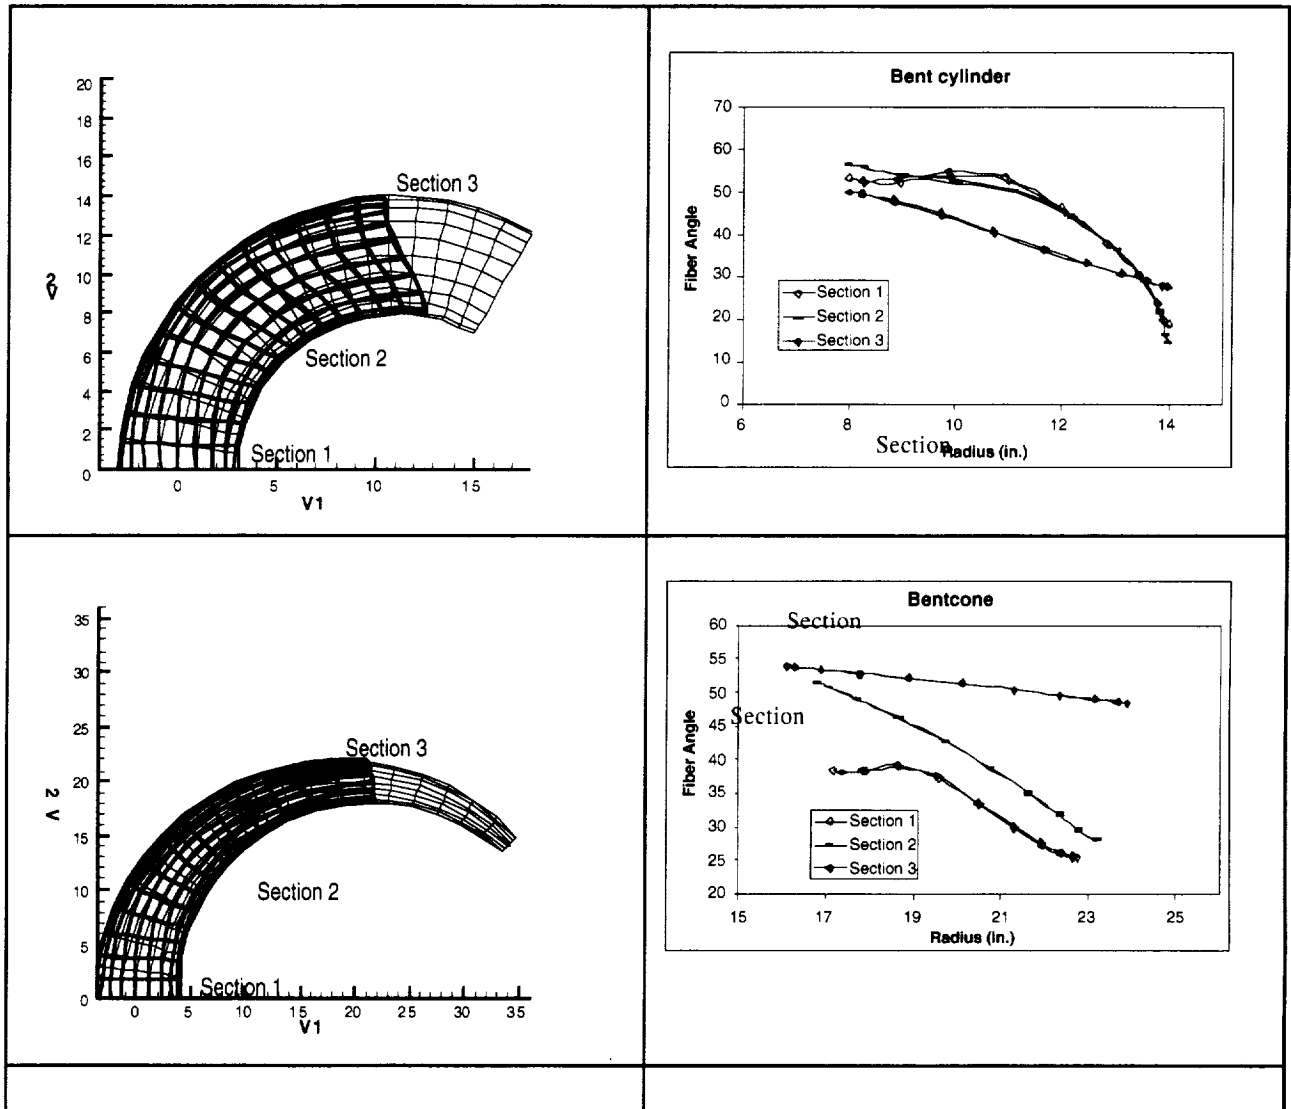 20
18
16
14
12
10
8
6
4
2
0
V2
Section 3
Section 2
Section 1
0 5 10 15
V1
Bent cylinder
70
60
50
40
30
20
10
0
Fiber Angle
Section 1
Section 2
Section 3
6 8 10 12 14
Section
Radius (in.)
35
30
25
20
15
10
5
0
2 V
Section 3
Section 2
Section 1
0 5 10 15 20 25 30 35
V1
Bentcone
60
55
50
45
40
35
30
25
20
Section
Section
Fiber Angle
Section 1
Section 2
Section 3
15 17 19 21 23 25
Radius (in.)